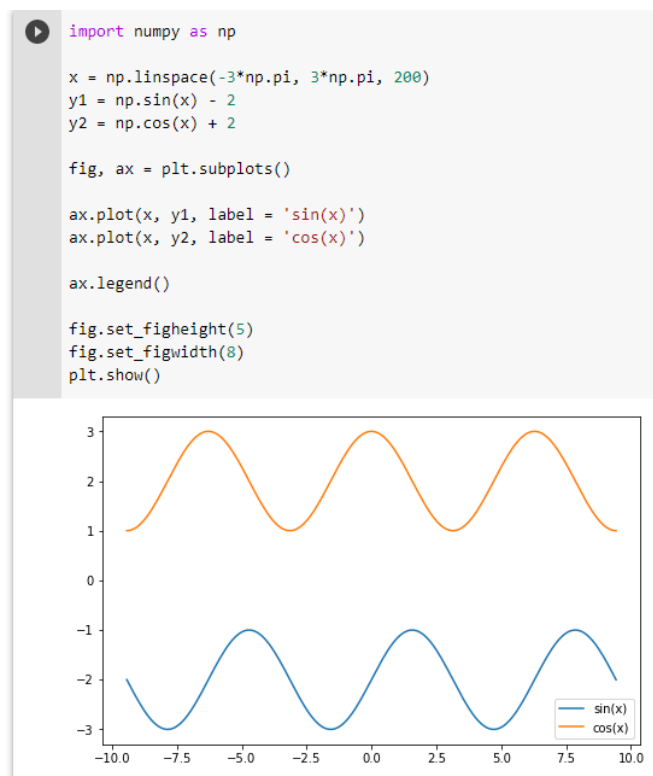 import numpy as np
x = np.linspace(-3*np.pi, 3*np.pi, 200)
y1 = np.sin(x) - 2
y2 = np.cos(x) + 2
fig, ax = plt.subplots()
ax.plot(x, y1, label = 'sin(x)')
ax.plot(x, y2, label = 'cos(x)')
ax.legend()
fig.set_figheight(5)
fig.set_figwidth(8)
plt.show()
3
2
1
0
−1
−2
−3
sin(x)
cos(x)
−10.0 −7.5 −5.0 −2.5 0.0 2.5 5.0 7.5 10.0